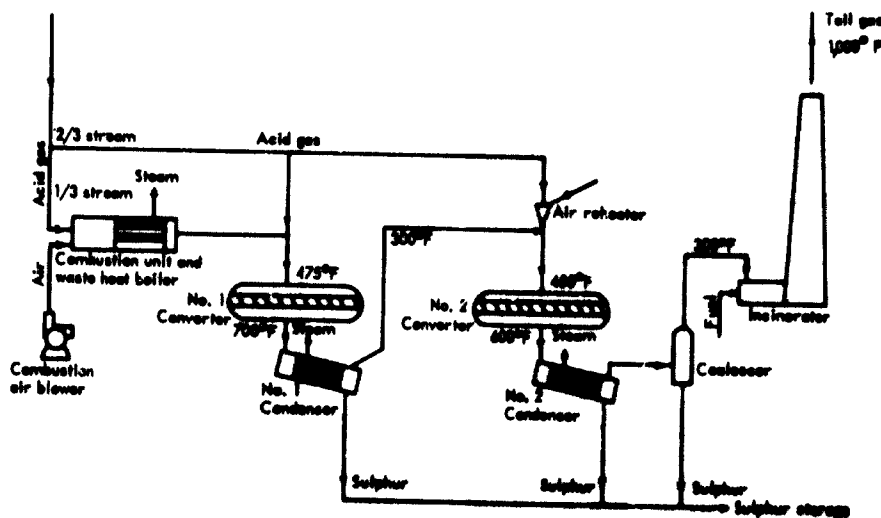 Tail gas
1,000° F
2/3 stream
Acid gas
Acid gas
Steam
1/3 stream
Air reheater
300°F
Combustion unit and
waste heat boiler
Air
475°F
No. 1
Converter
700°F
Steam
No. 2
Converter
600°F
Steam
Fuel
Incinerator
Combustion
air blower
No. 1
Condenser
No. 2
Condenser
Coalescer
Sulphur
Sulphur
Sulphur
Sulphur storage